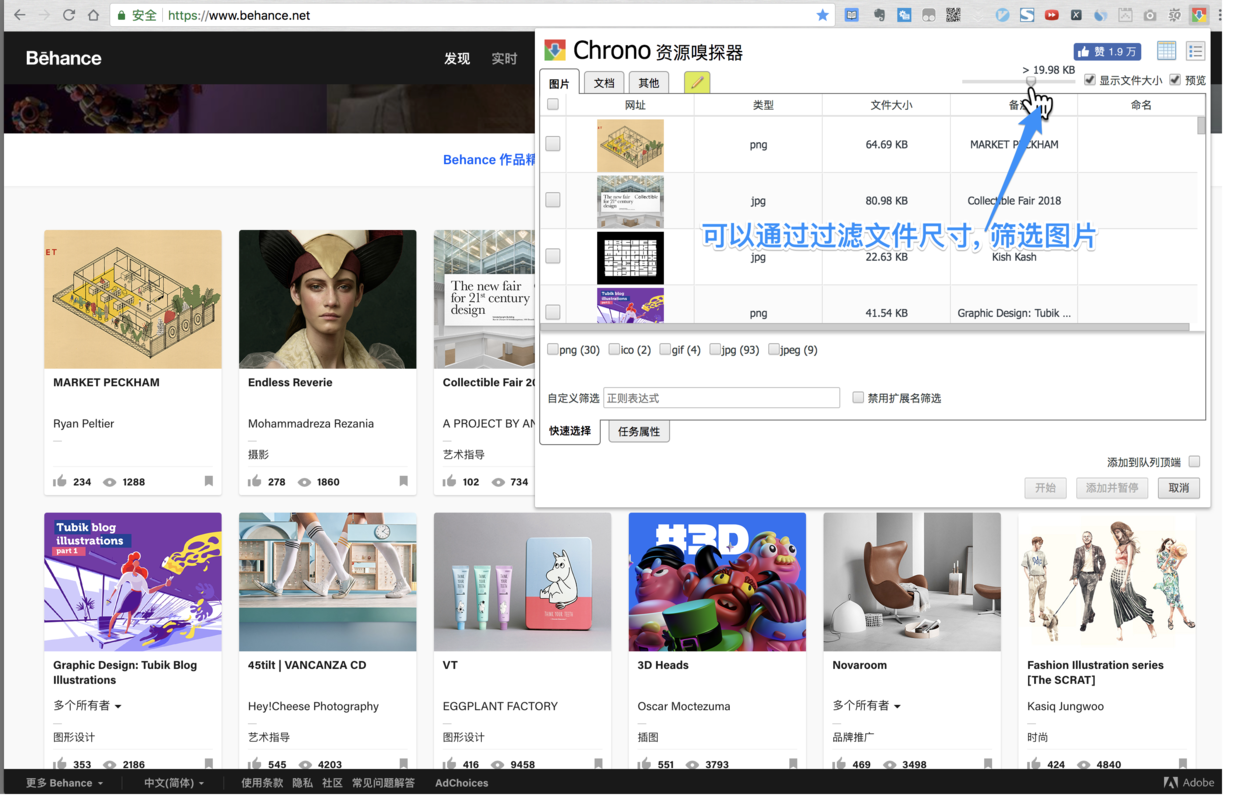 安全 https://www.behance.net
Bēhance
发现 实时
Behance 作品精
Chrono 资源嗅探器
赞 1.9 万
图片 文档 其他
> 19.98 KB
显示文件大小 预览
网址 类型 文件大小 备 命名
png 64.69 KB MARKET PECKHAM
The new fair for 21st century design
jpg 80.98 KB Collectible Fair 2018
可以通过过滤文件尺寸, 筛选图片
jpg 22.63 KB Kish Kash
Tubik blog illustrations
png 41.54 KB Graphic Design: Tubik ...
png (30) ico (2) gif (4) jpg (93) jpeg (9)
自定义筛选 正则表达式 禁用扩展名筛选
快速选择 任务属性
添加到队列顶端
开始 添加并暂停 取消
ET
The new fair
for 21st century
design
MARKET PECKHAM
Ryan Peltier
—
234 1288
Endless Reverie
Mohammadreza Rezania
—
摄影
278 1860
Collectible Fair 20
A PROJECT BY AN
—
艺术指导
102 734
Tubik blog
illustrations
part 1
#3D
Graphic Design: Tubik Blog
Illustrations
多个所有者
—
图形设计
353 2186
45tilt | VANCANZA CD
Hey!Cheese Photography
—
艺术指导
545 4203
VT
EGGPLANT FACTORY
—
图形设计
416 9458
3D Heads
Oscar Moctezuma
—
插图
551 3793
Novaroom
多个所有者
—
品牌推广
469 3498
Fashion Illustration series
[The SCRAT]
Kasiq Jungwoo
—
时尚
424 4840
更多 Behance 中文(简体) 使用条款 隐私 社区 常见问题解答 AdChoices Adobe